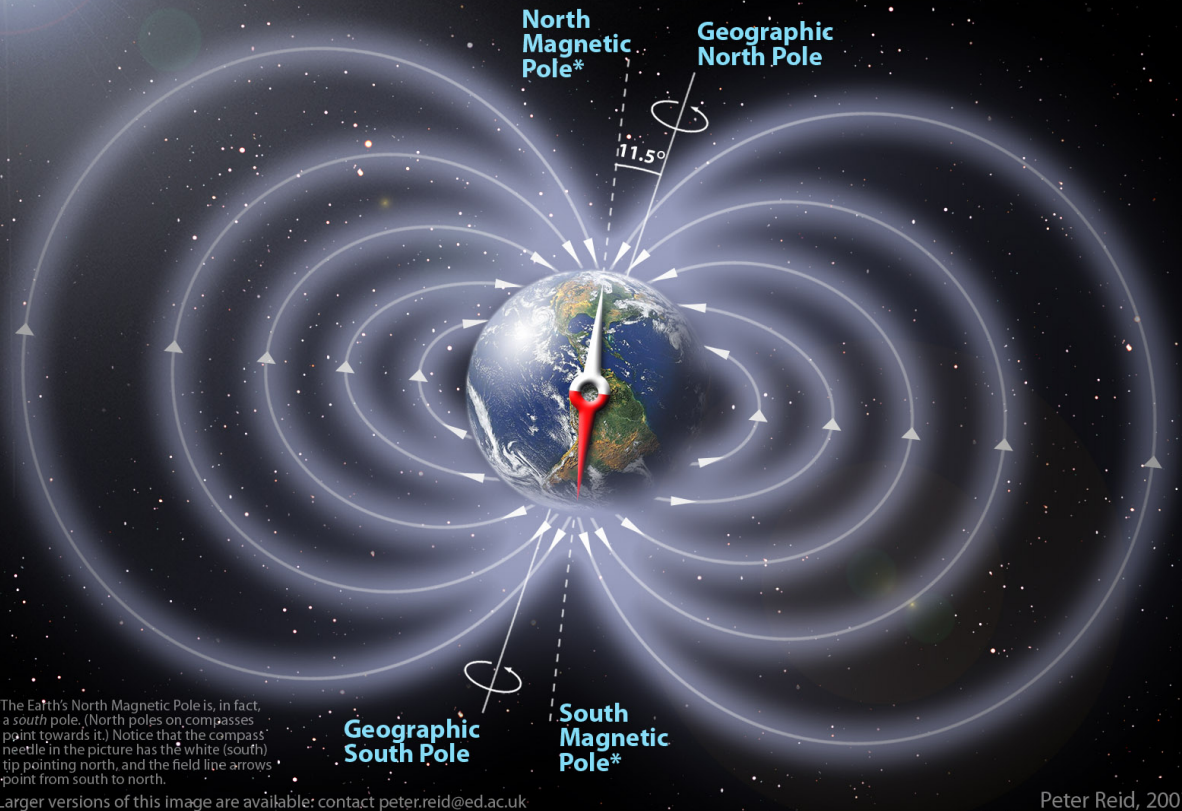 North
Magnetic
Pole*
Geographic
North Pole
11.5°
Geographic
South Pole
South
Magnetic
Pole*
The Earth's North Magnetic Pole is, in fact,
a south pole. (North poles on compasses
point towards it.) Notice that the compass
needle in the picture has the white (south)
tip pointing north, and the field line arrows
point from south to north.
Larger versions of this image are available: contact peter.reid@ed.ac.uk
Peter Reid, 200